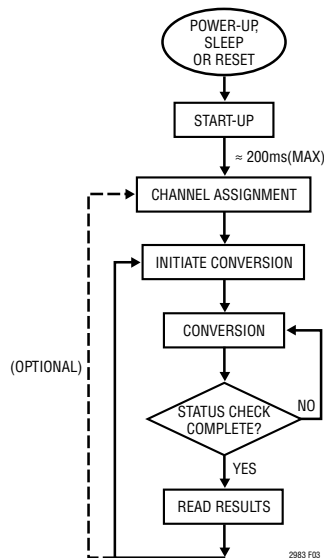 POWER-UP,
SLEEP
OR RESET
START-UP
≈ 200ms(MAX)
CHANNEL ASSIGNMENT
INITIATE CONVERSION
CONVERSION
(OPTIONAL)
STATUS CHECK
COMPLETE?
NO
YES
READ RESULTS
2983 F03